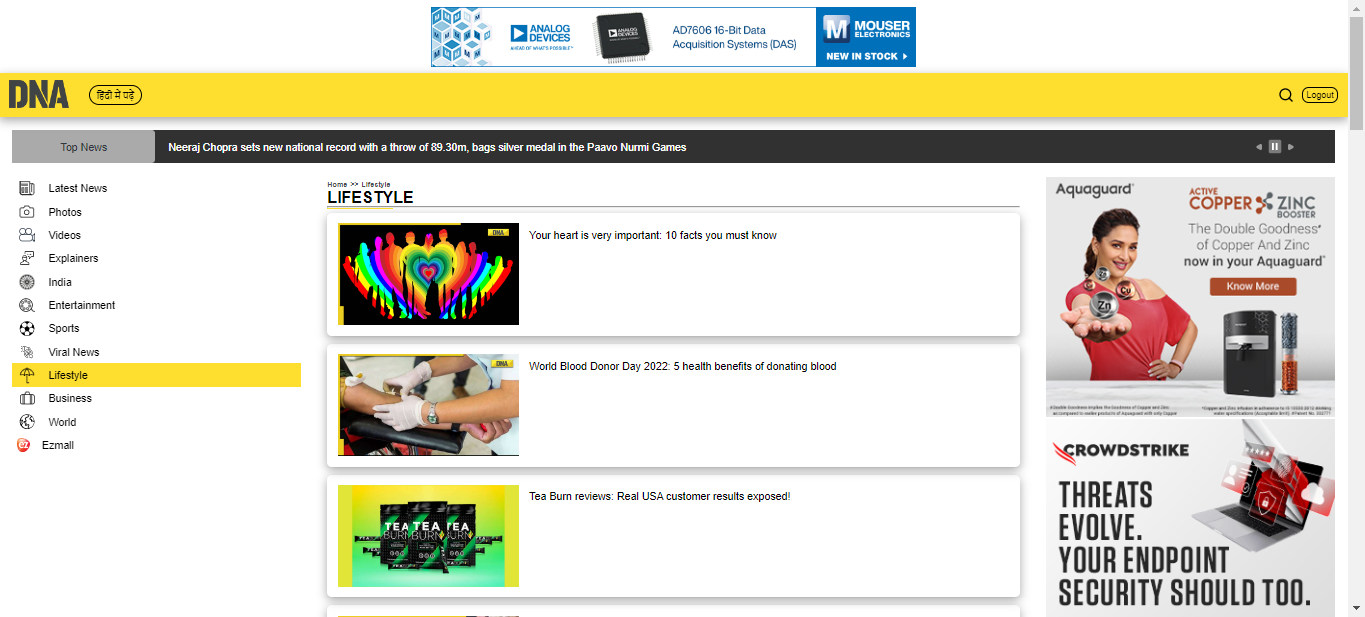 ANALOG
DEVICES
AHEAD OF WHAT'S POSSIBLE™
ANALOG
DEVICES
AD7606 16-Bit Data
Acquisition Systems (DAS)
M MOUSER
ELECTRONICS
NEW IN STOCK
DNA
हिंदी में पढ़ें
Logout
Top News
Neeraj Chopra sets new national record with a throw of 89.30m, bags silver medal in the Paavo Nurmi Games
Latest News
Photos
Videos
Explainers
India
Entertainment
Sports
Viral News
Lifestyle
Business
World
ez
Ezmall
Home >> Lifestyle
LIFESTYLE
DNA
Your heart is very important: 10 facts you must know
DNA
World Blood Donor Day 2022: 5 health benefits of donating blood
TEA
BURN
TEA
BURN
TEA
BURN
Tea Burn reviews: Real USA customer results exposed!
Aquaguard®
ACTIVE
COPPER ZINC
BOOSTER
The Double Goodness*
of Copper And Zinc
now in your Aquaguard®
Know More
Zn
Cu
Zn
CROWDSTRIKE
THREATS
EVOLVE.
YOUR ENDPOINT
SECURITY SHOULD TOO.